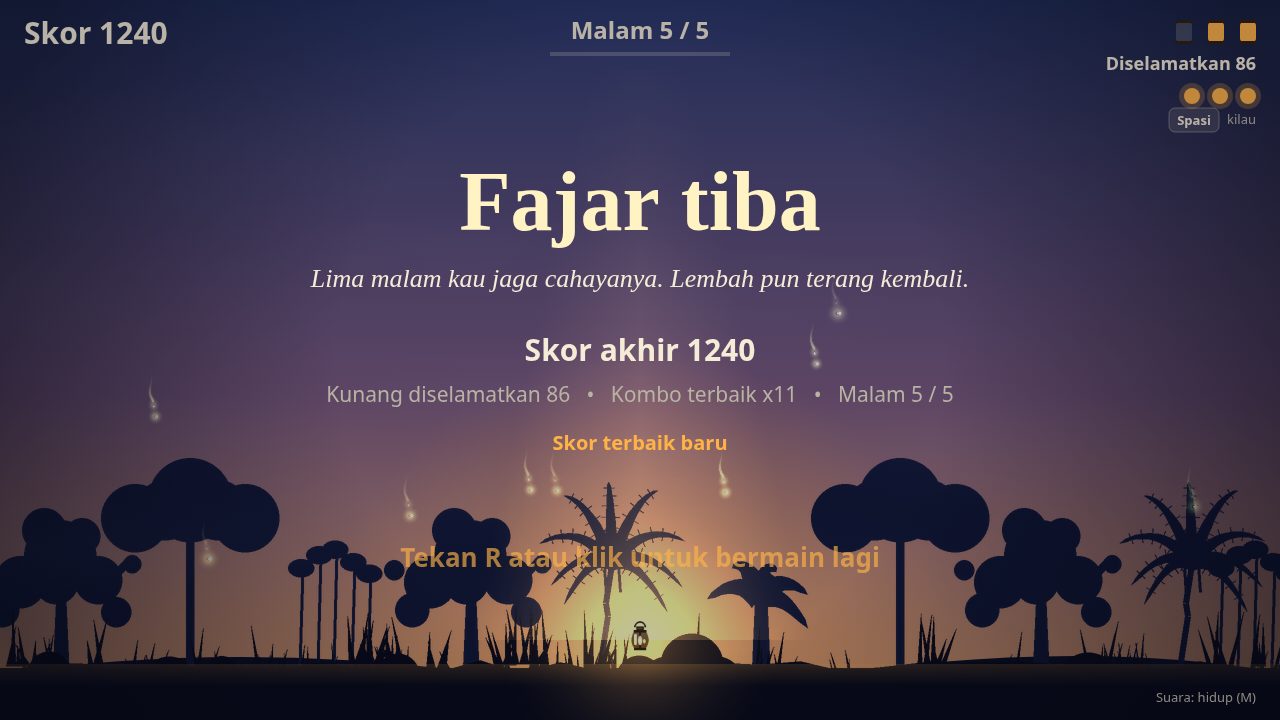 Skor 1240
Malam 5 / 5
Diselamatkan 86
Spasi kilau
Fajar tiba
Lima malam kau jaga cahayanya. Lembah pun terang kembali.
Skor akhir 1240
Kunang diselamatkan 86 • Kombo terbaik x11 • Malam 5 / 5
Skor terbaik baru
Tekan R atau klik untuk bermain lagi
Suara: hidup (M)